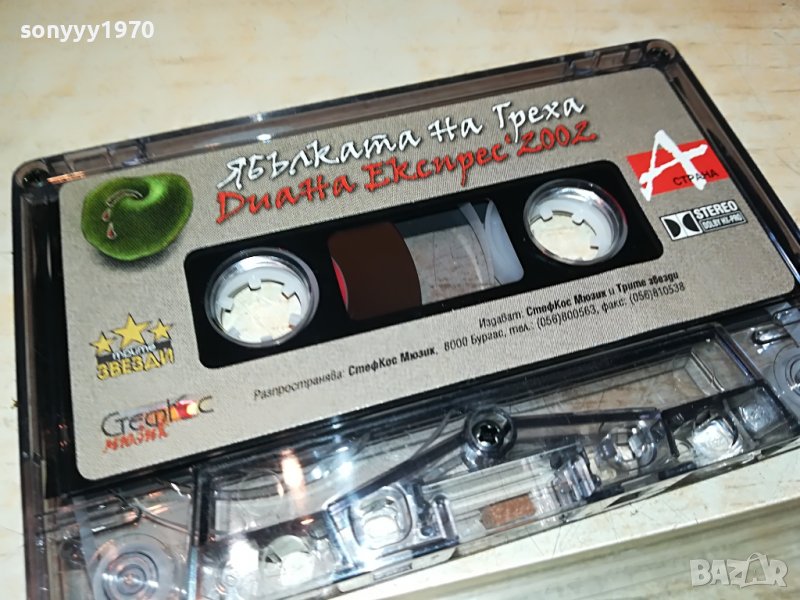 sonyyy1970
Ябълката на Греха
Диана Експрес'2002
А
СТРАНА
STEREO
DOLBY HX-PRO
трите
ЗВЕЗДИ
СтефКос
МЮЗИК
Издават: СтефКос Мюзик и Трите звезди
Разпространява: СтефКос Мюзик, 8000 Бургас, тел.: (056)800563, факс: (056)810538
BAZAR